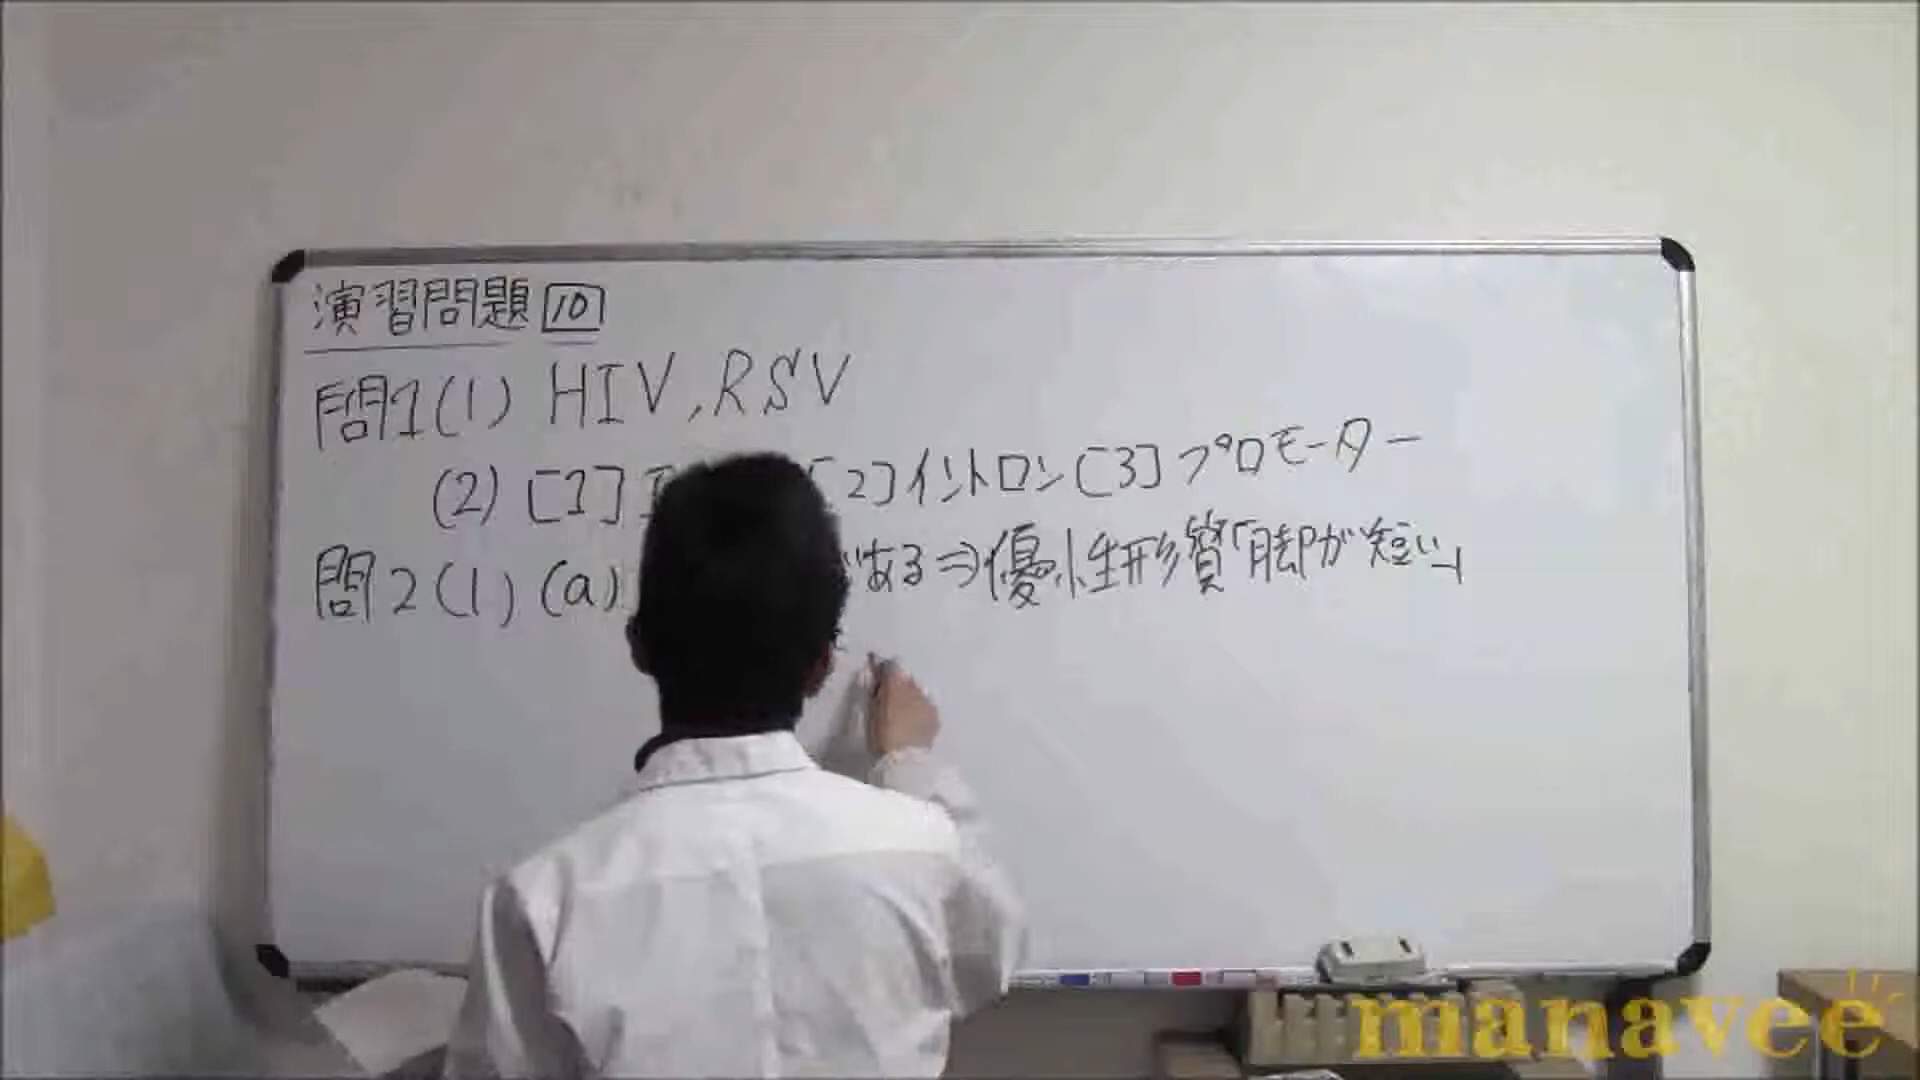 演習問題 10
問1(1) HIV, RSV
(2) [1] [2]イントロン[3]プロモーター
問2(1)(a) がある⇒優性形質「脚が短い」
manavee